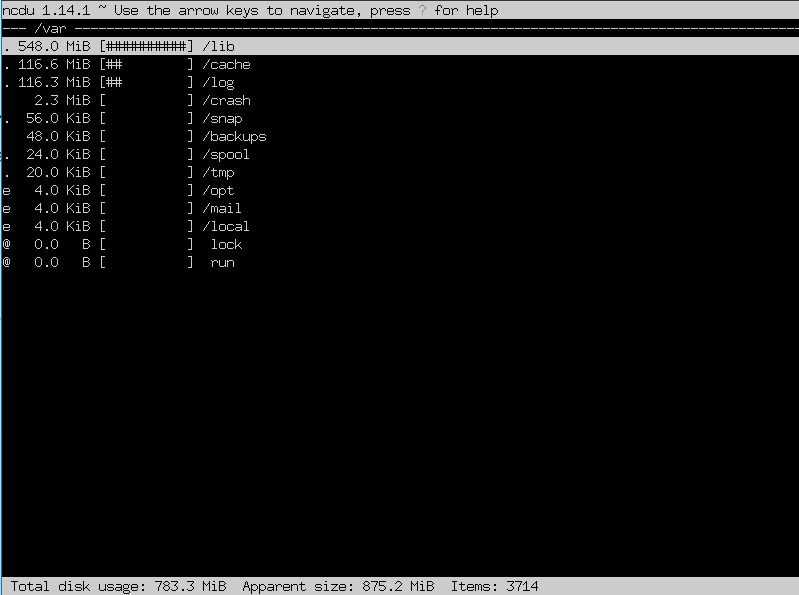 ncdu 1.14.1 ~ Use the arrow keys to navigate, press ? for help
--- /var ----------------------------------------------------------------------------------------
. 548.0 MiB [##########] /lib
. 116.6 MiB [##        ] /cache
. 116.3 MiB [##        ] /log
    2.3 MiB [          ] /crash
.  56.0 KiB [          ] /snap
   48.0 KiB [          ] /backups
.  24.0 KiB [          ] /spool
.  20.0 KiB [          ] /tmp
e   4.0 KiB [          ] /opt
e   4.0 KiB [          ] /mail
e   4.0 KiB [          ] /local
@   0.0   B [          ]  lock
@   0.0   B [          ]  run
Total disk usage: 783.3 MiB  Apparent size: 875.2 MiB  Items: 3714